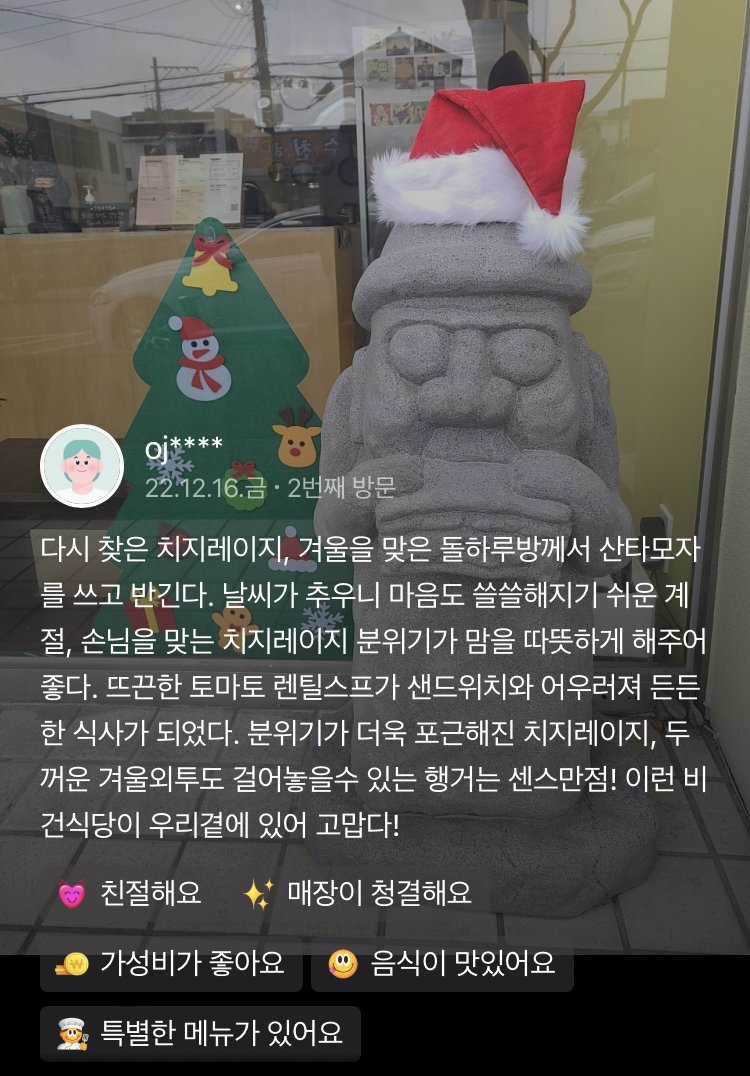 oj****
22.12.16.금 · 2번째 방문
다시 찾은 치지레이지, 겨울을 맞은 돌하루방께서 산타모자
를 쓰고 반긴다. 날씨가 추우니 마음도 쓸쓸해지기 쉬운 계
절, 손님을 맞는 치지레이지 분위기가 맘을 따뜻하게 해주어
좋다. 뜨끈한 토마토 렌틸스프가 샌드위치와 어우러져 든든
한 식사가 되었다. 분위기가 더욱 포근해진 치지레이지, 두
꺼운 겨울외투도 걸어놓을수 있는 행거는 센스만점! 이런 비
건식당이 우리곁에 있어 고맙다!
친절해요
매장이 청결해요
가성비가 좋아요
음식이 맛있어요
특별한 메뉴가 있어요